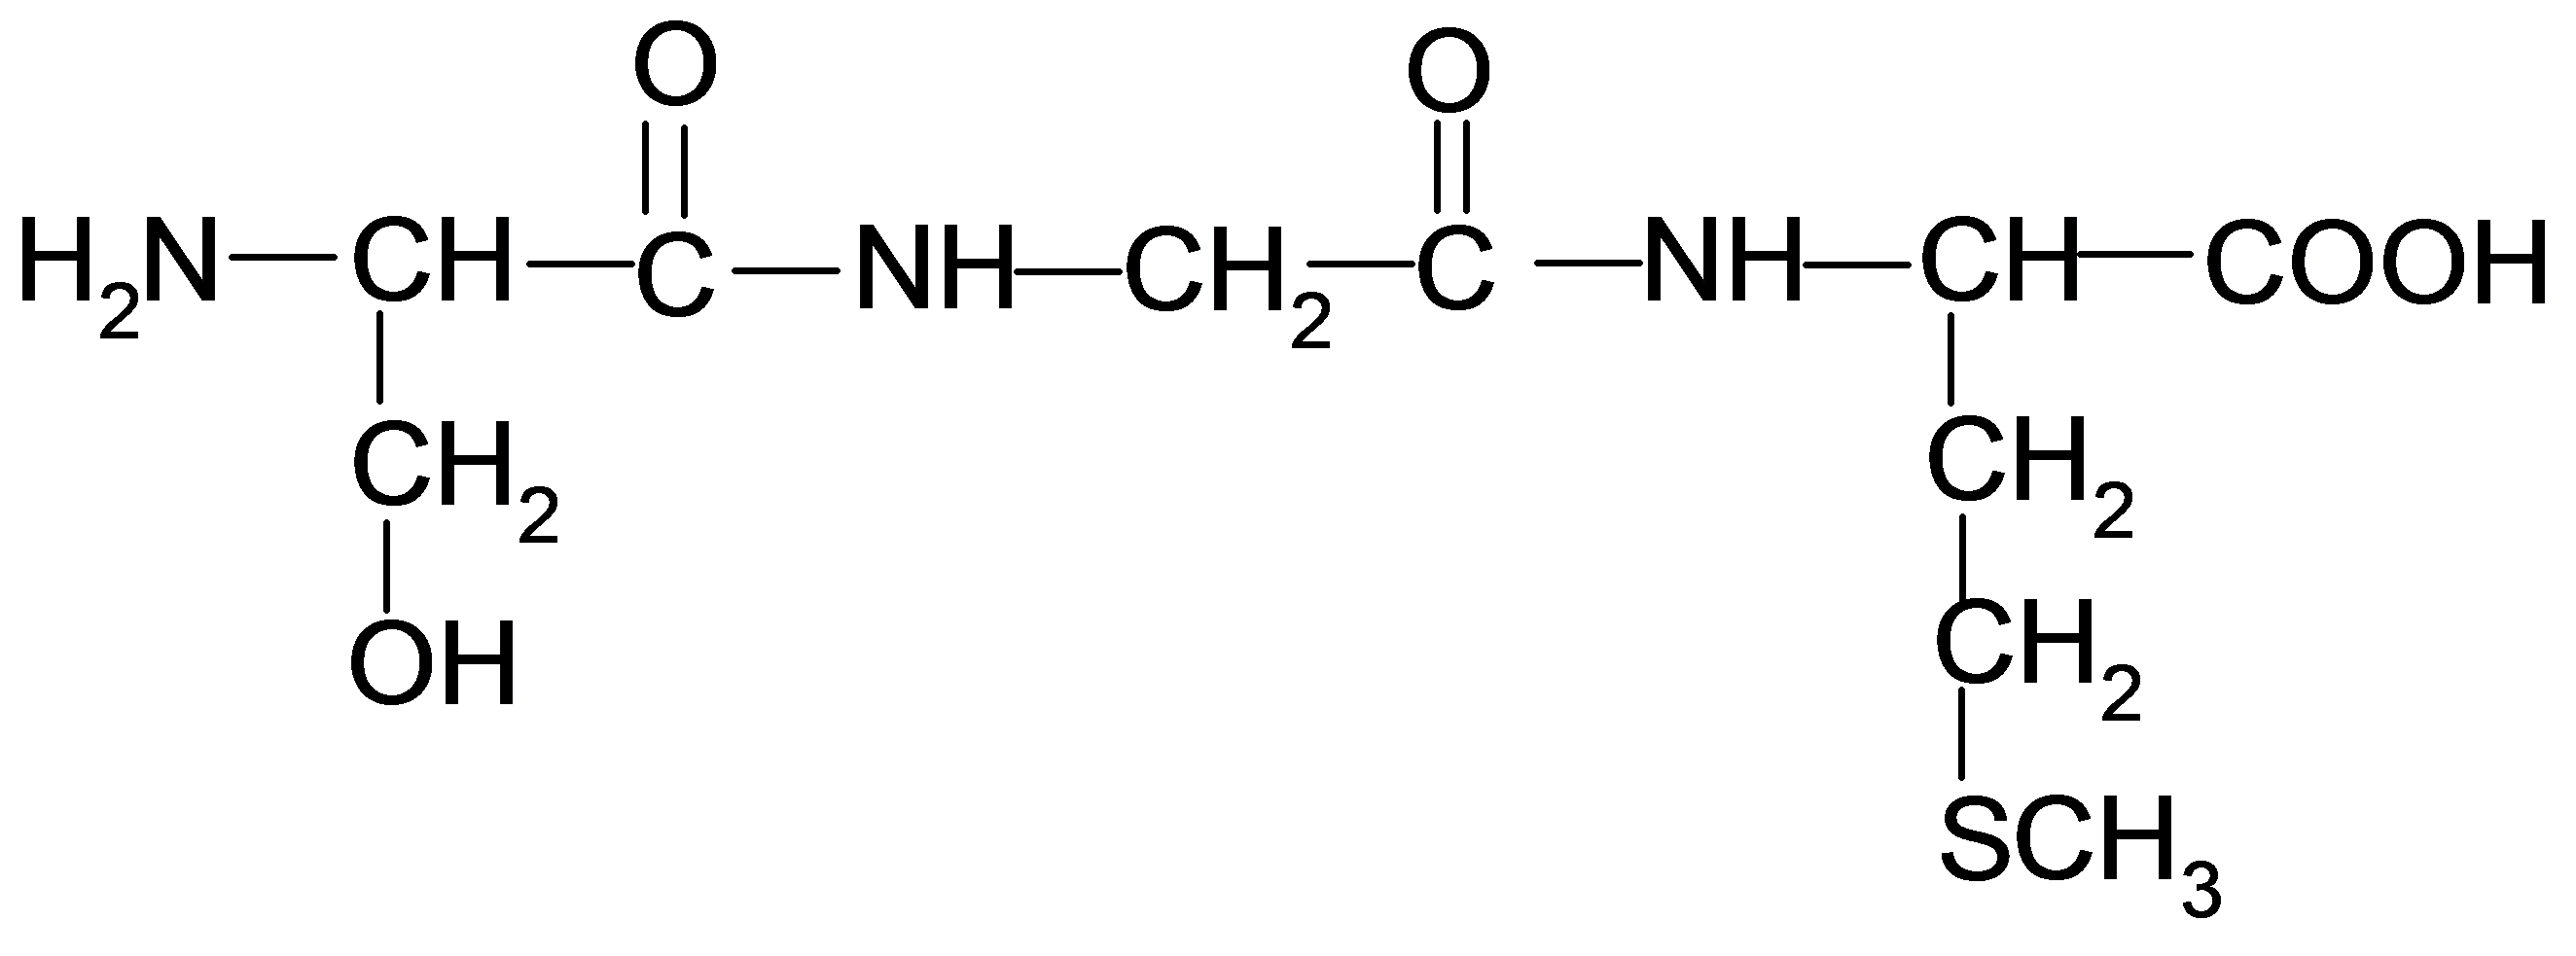 O O
H₂N CH C NH CH₂ C NH CH COOH
CH₂ CH₂
OH CH₂
SCH₃